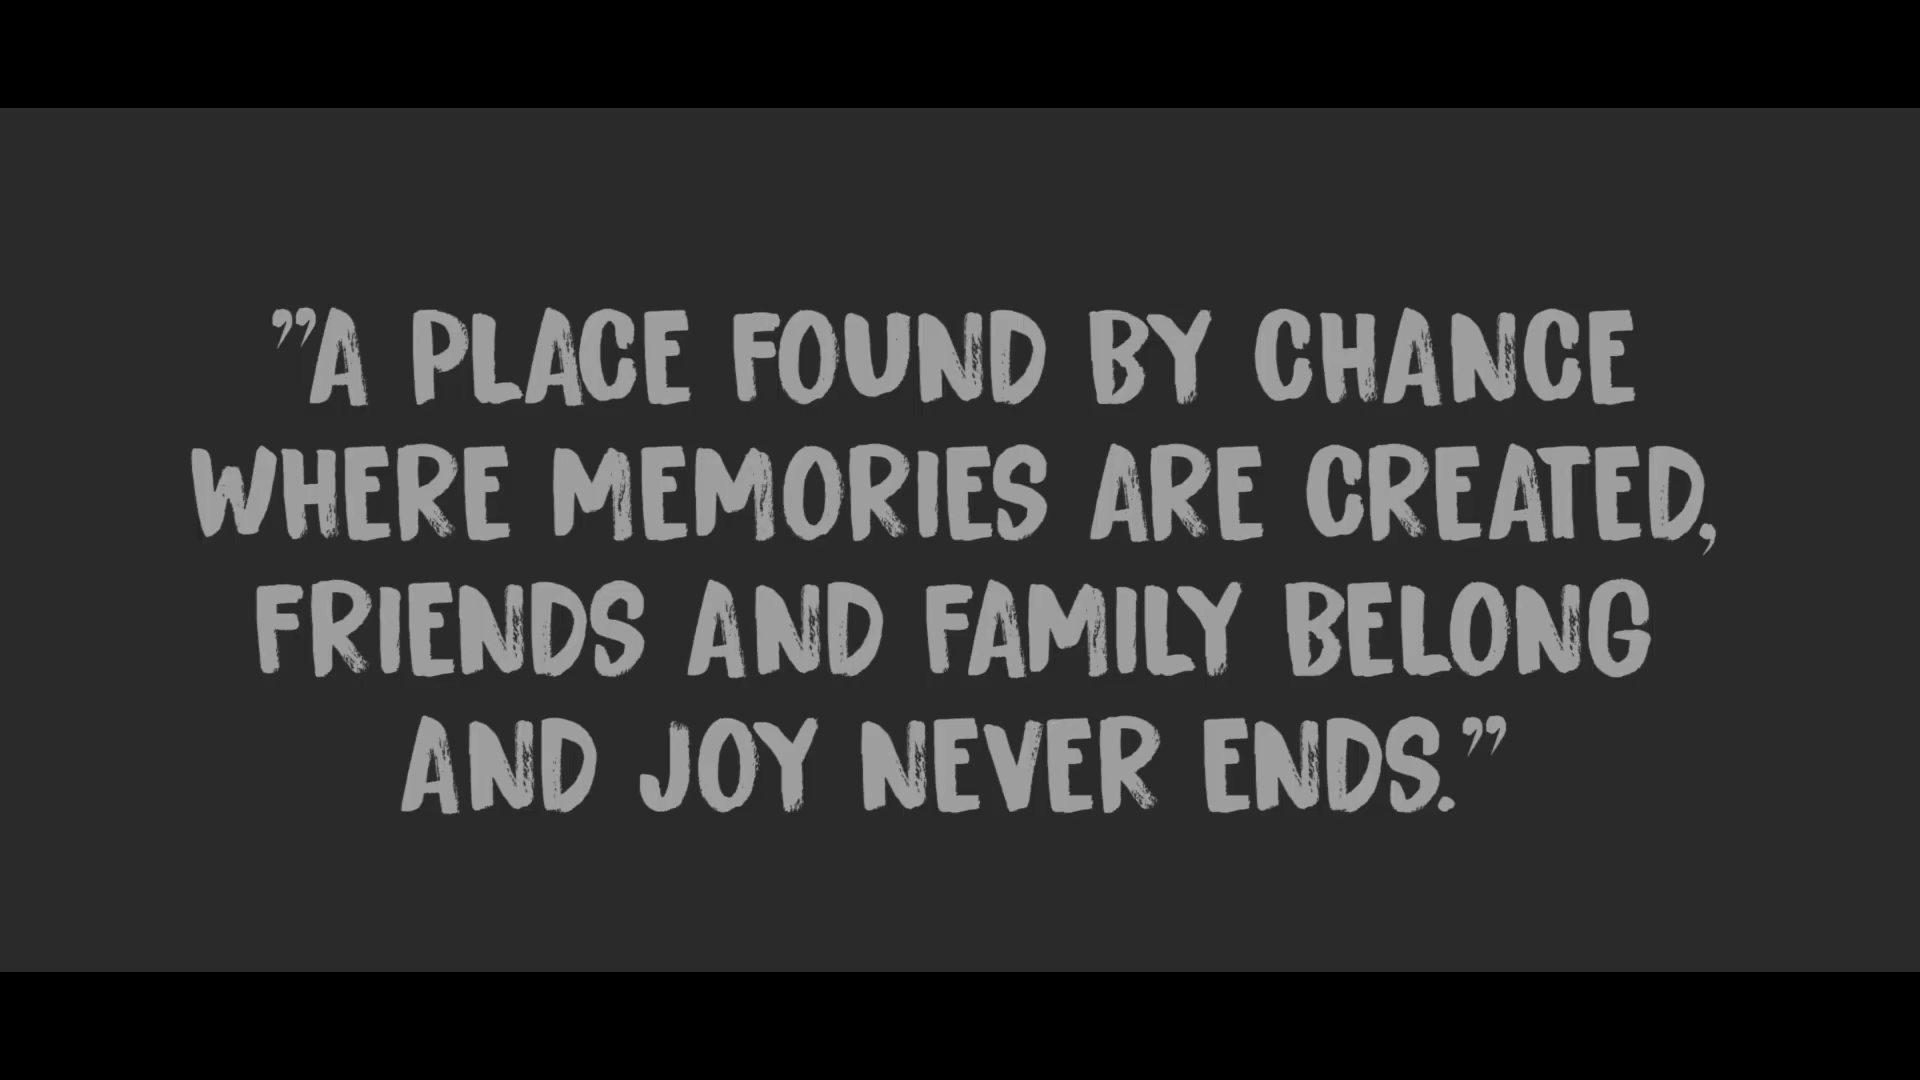 ”A PLACE FOUND BY CHANCE
WHERE MEMORIES ARE CREATED,
FRIENDS AND FAMILY BELONG
AND JOY NEVER ENDS.”